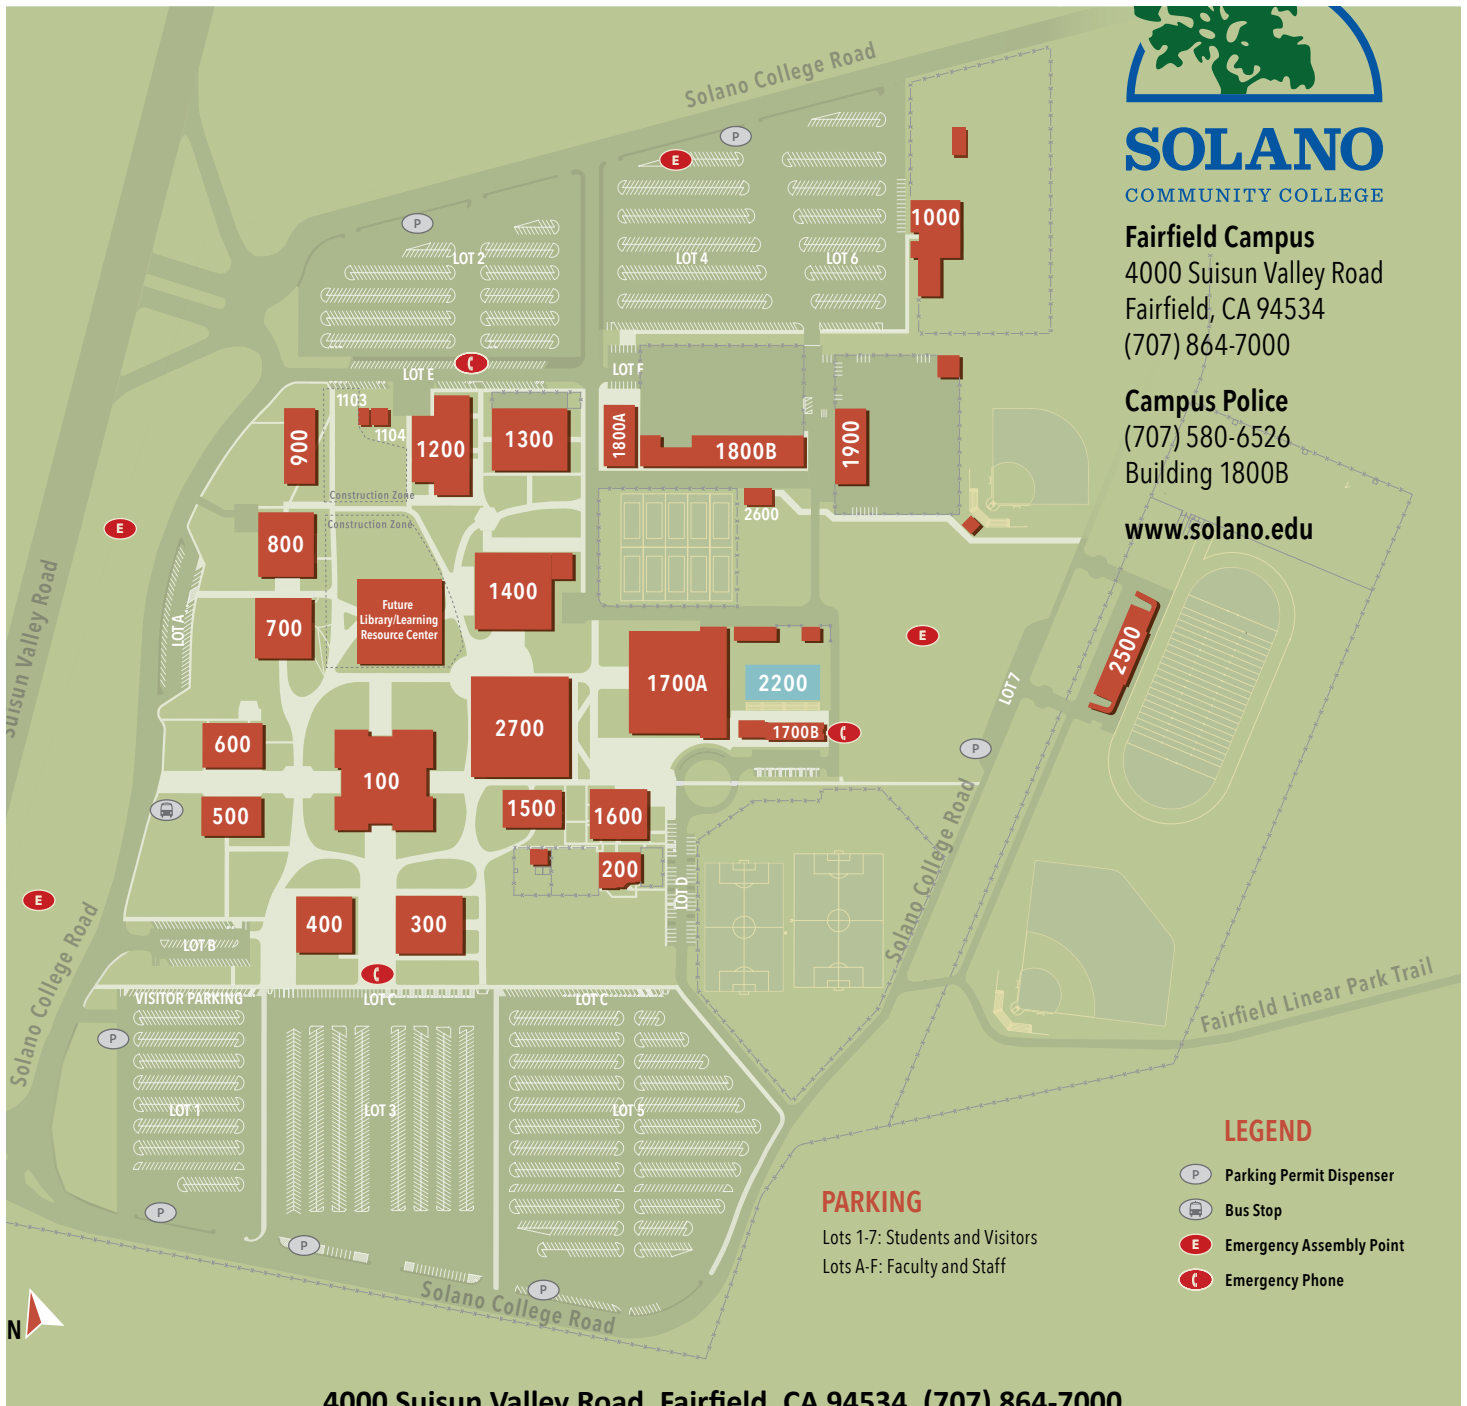 Solano College Road
P
E
P
LOT 2
LOT 4
LOT 6
1000
SOLANO
COMMUNITY COLLEGE
Fairfield Campus
4000 Suisun Valley Road
Fairfield, CA 94534
(707) 864-7000
Campus Police
(707) 580-6526
Building 1800B
www.solano.edu
LOT E
LOT F
1103
1104
900
1200
1300
1800A
1800B
1900
Construction Zone
Construction Zone
2600
E
800
1400
Suisun Valley Road
LOT A
700
Future
Library/Learning
Resource Center
E
2500
1700A
2200
LOT 7
2700
1700B
600
P
100
500
1500
1600
200
Solano College Road
LOT D
E
400
300
LOT B
Solano College Road
VISITOR PARKING
LOT C
LOT C
Fairfield Linear Park Trail
P
LOT 1
LOT 3
LOT 5
P
P
P
Solano College Road
N
PARKING
Lots 1-7: Students and Visitors
Lots A-F: Faculty and Staff
LEGEND
P Parking Permit Dispenser
Bus Stop
E Emergency Assembly Point
Emergency Phone
4000 Suisun Valley Road, Fairfield, CA 94534, (707) 864-7000